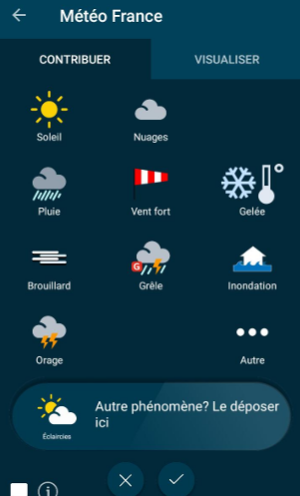 Météo France
CONTRIBUER VISUALISER
Soleil Nuages
Pluie Vent fort Gelée
Brouillard Grêle Inondation
G
Orage Autre
Éclaircies
Autre phénomène? Le déposer
ici